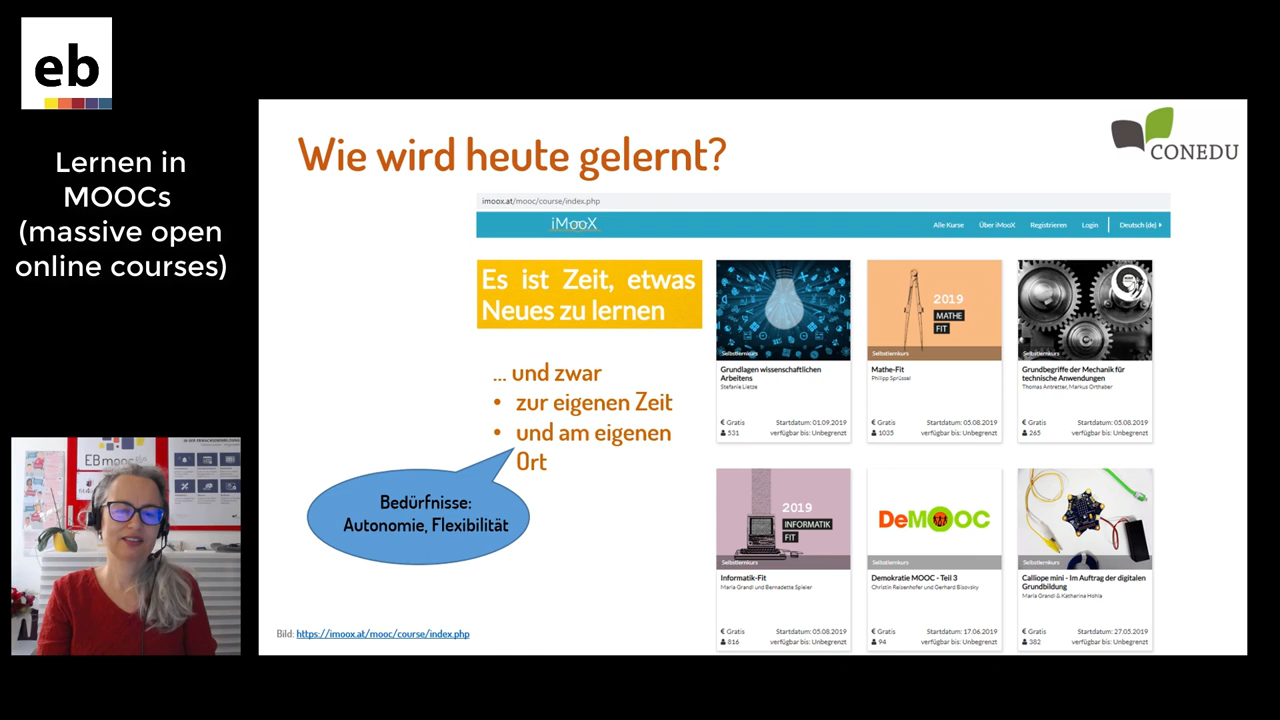 eb
Lernen in
MOOCs
(massive open
online courses)
EBmooc
Wie wird heute gelernt?
CONEDU
imoox.at/mooc/course/index.php
iMooX
Alle Kurse
Über iMooX
Registrieren
Login
Deutsch (de)
Es ist Zeit, etwas
Neues zu lernen
... und zwar
• zur eigenen Zeit
• und am eigenen
Ort
Bedürfnisse:
Autonomie, Flexibilität
Selbstlernkurs
Grundlagen wissenschaftlichen
Arbeitens
Stefanie Lietze
€ Gratis
Startdatum: 01.09.2019
531
verfügbar bis: Unbegrenzt
2019
MATHE
FIT
Selbstlernkurs
Mathe-Fit
Philipp Sprüssel
€ Gratis
Startdatum: 05.08.2019
1035
verfügbar bis: Unbegrenzt
Selbstlernkurs
Grundbegriffe der Mechanik für
technische Anwendungen
Thomas Antretter, Markus Orthaber
€ Gratis
Startdatum: 05.08.2019
265
verfügbar bis: Unbegrenzt
2019
INFORMATIK
FIT
Selbstlernkurs
Informatik-Fit
Maria Grandl und Bernadette Spieler
€ Gratis
Startdatum: 05.08.2019
816
verfügbar bis: Unbegrenzt
DeMOOC
Selbstlernkurs
Demokratie MOOC - Teil 3
Christin Reisenhofer und Gerhard Bisovsky
€ Gratis
Startdatum: 17.06.2019
94
verfügbar bis: Unbegrenzt
Selbstlernkurs
Calliope mini - Im Auftrag der digitalen
Grundbildung
Maria Grandl & Katharina Hohla
€ Gratis
Startdatum: 27.05.2019
382
verfügbar bis: Unbegrenzt
Bild: https://imoox.at/mooc/course/index.php